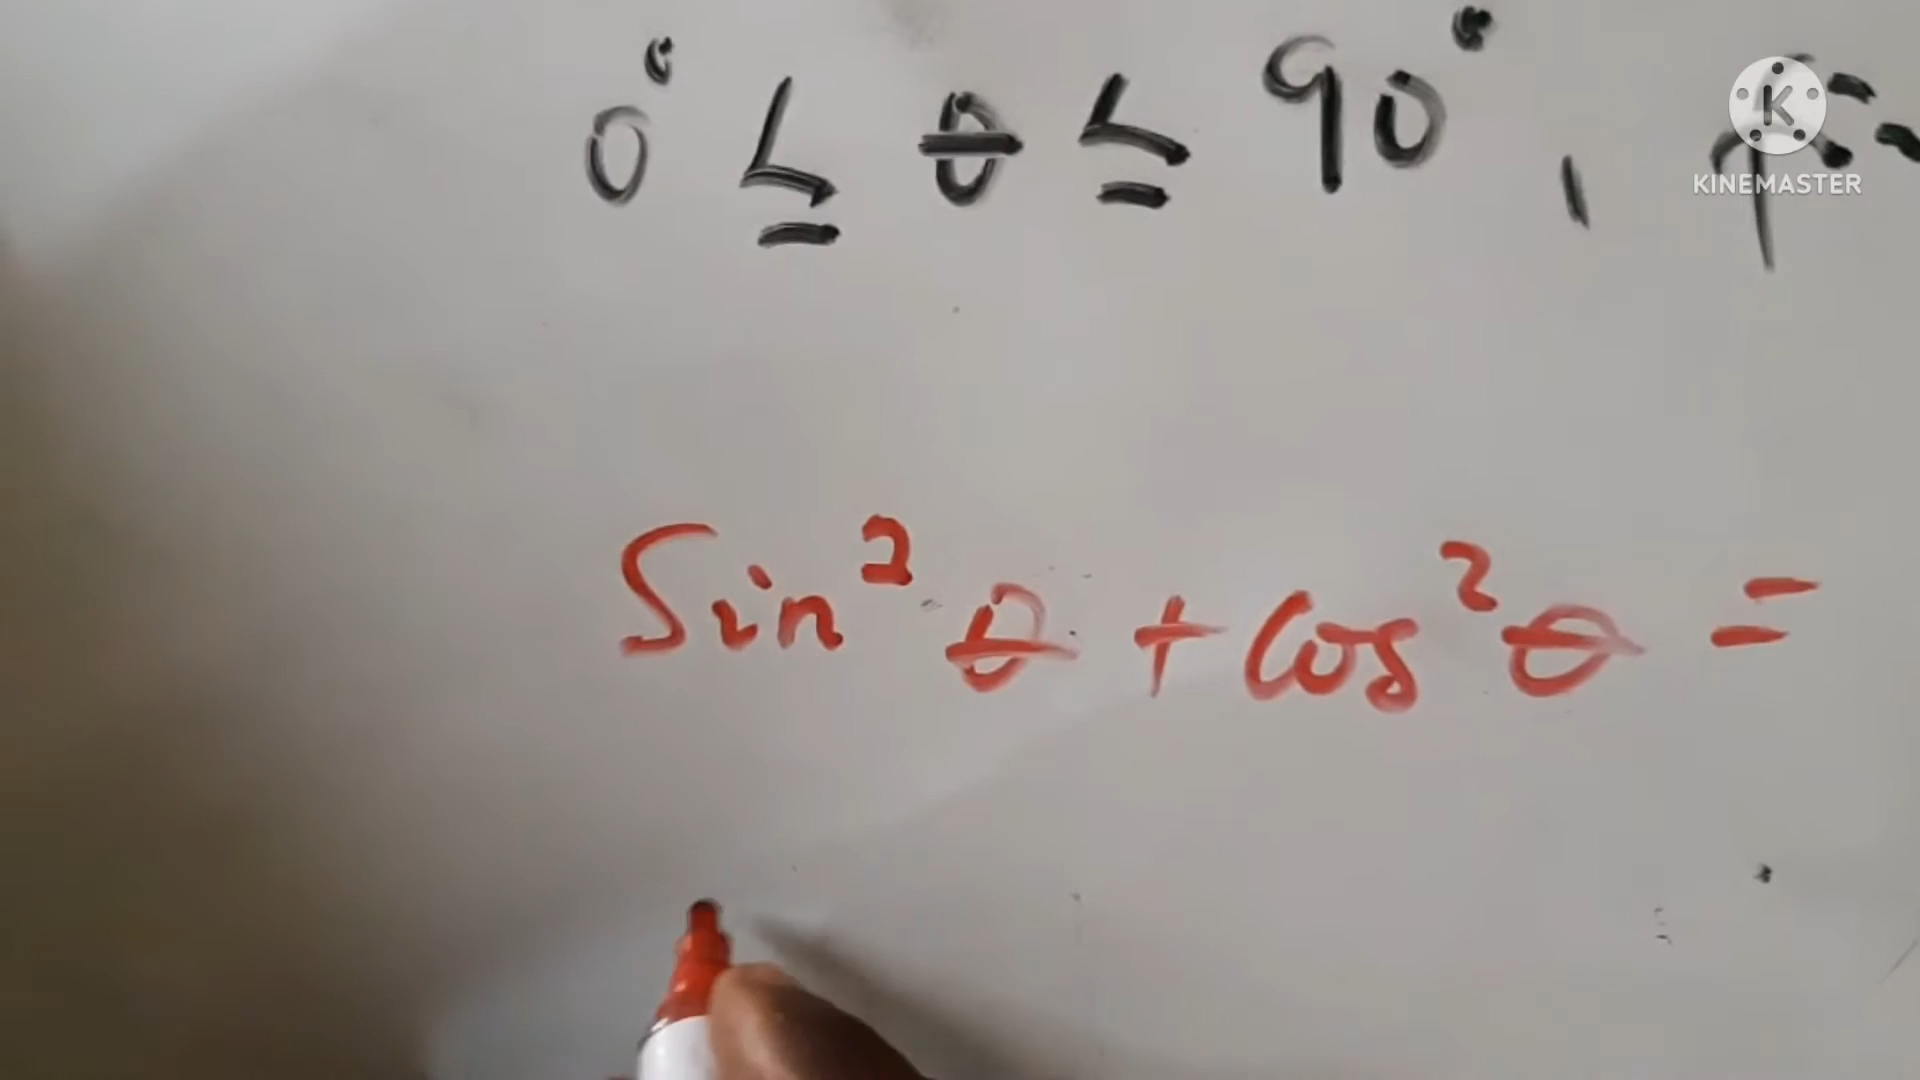 0° ≤ θ ≤ 90°,
KINEMASTER
Sin²θ + Cos²θ =